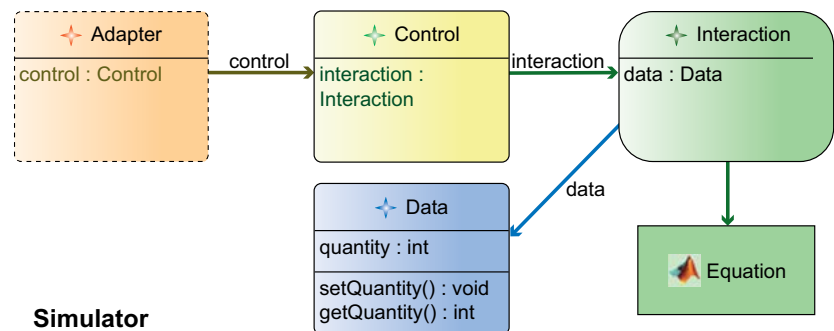 Adapter
control : Control
control
Control
interaction :
Interaction
interaction
Interaction
data : Data
data
Data
quantity : int
setQuantity() : void
getQuantity() : int
Equation
Simulator